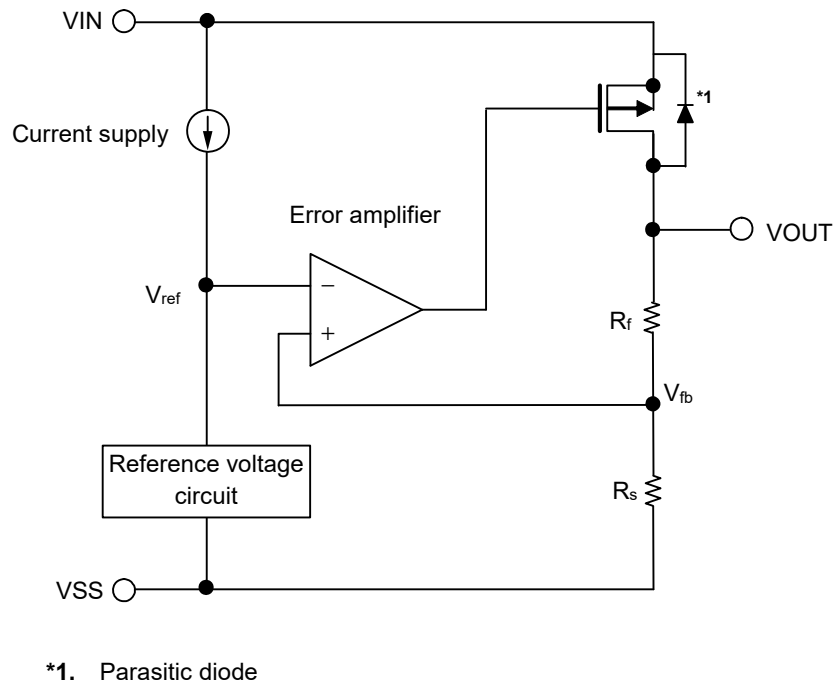 VIN
*1
Current supply
Error amplifier
VOUT
Vref
−
+
Rf
Vfb
Reference voltage
circuit
Rs
VSS
*1. Parasitic diode